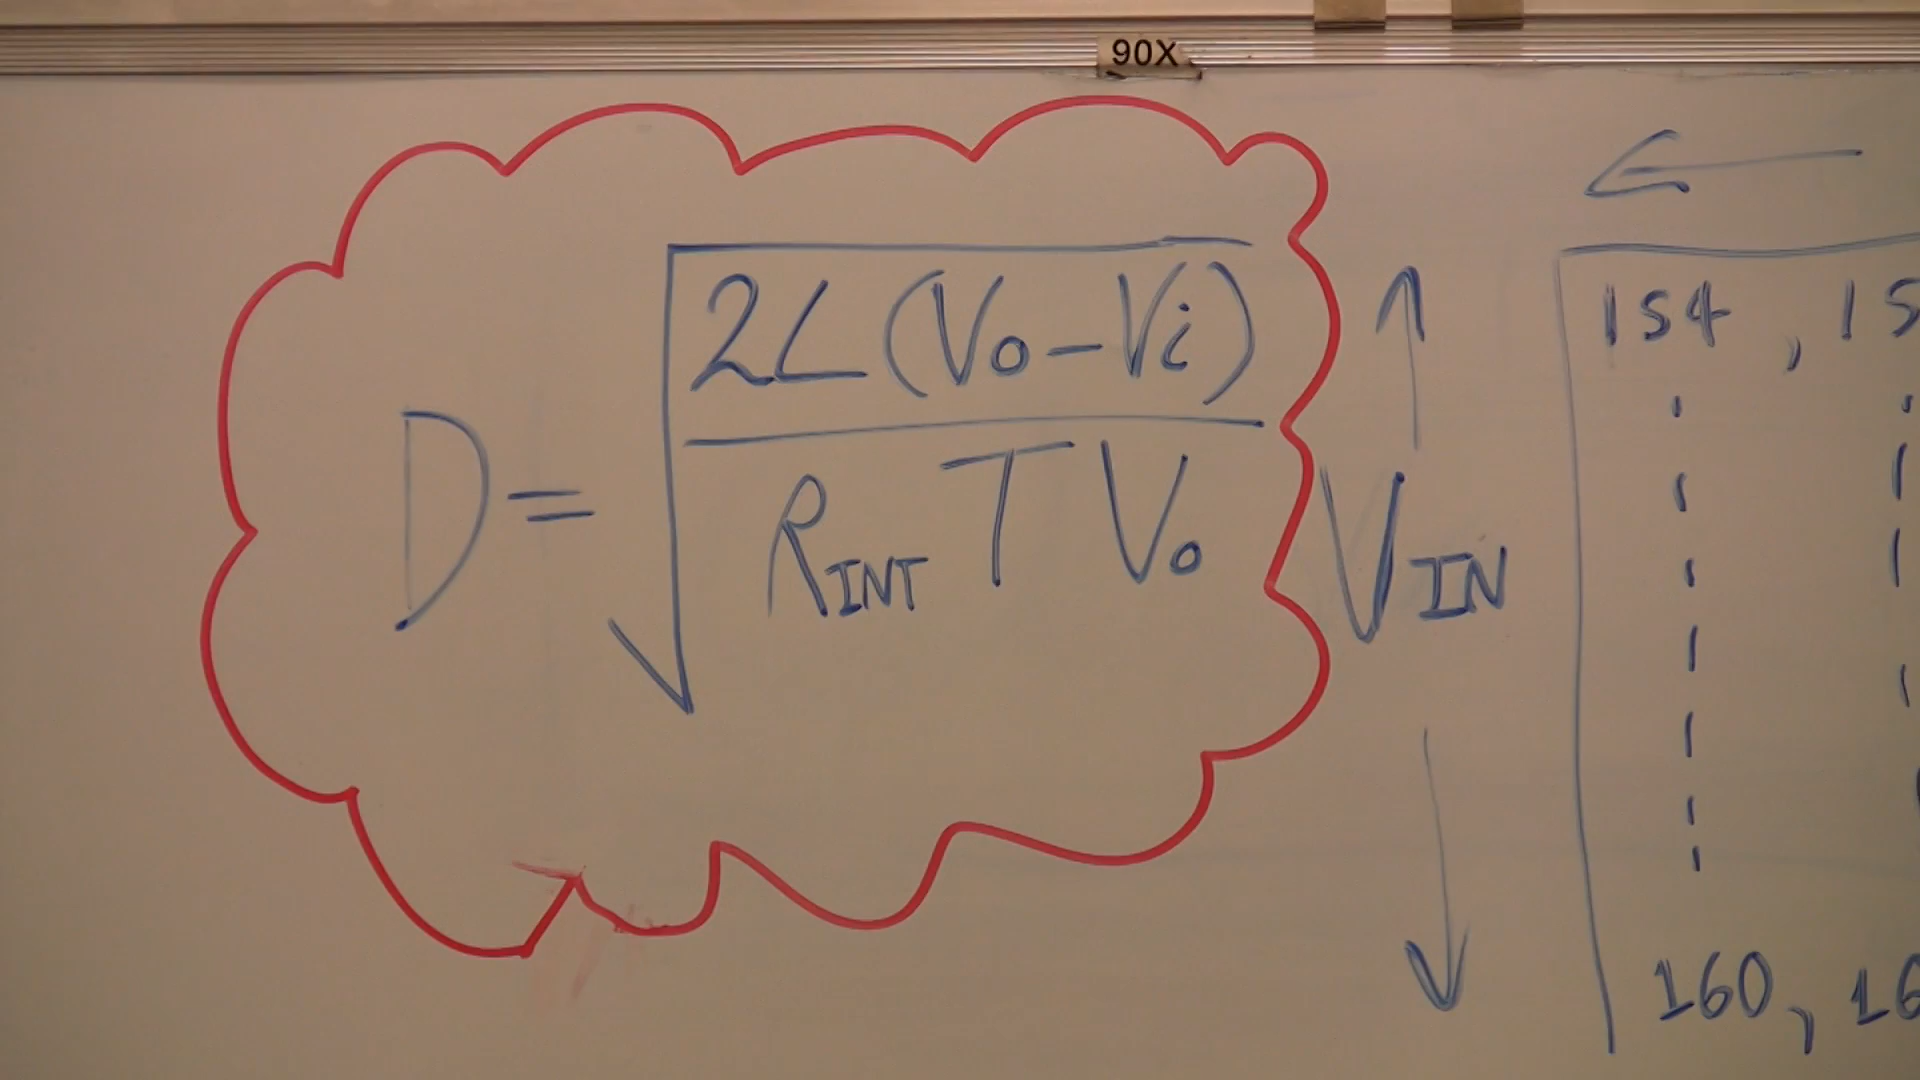 90X
D = √(2L(Vo-Vi) / R_INT T Vo)
V_IN
154, 15
160, 16